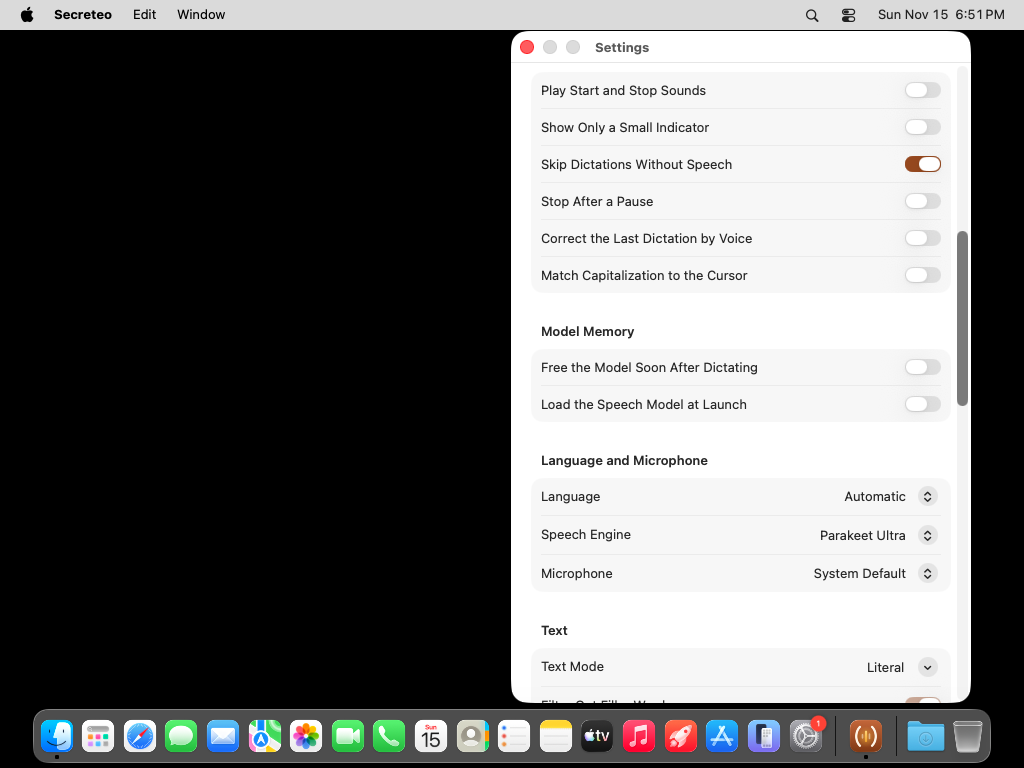 Secreteo Edit Window Sun Nov 15 6:51 PM
Settings
Play Start and Stop Sounds
Show Only a Small Indicator
Skip Dictations Without Speech
Stop After a Pause
Correct the Last Dictation by Voice
Match Capitalization to the Cursor
Model Memory
Free the Model Soon After Dictating
Load the Speech Model at Launch
Language and Microphone
Language Automatic
Speech Engine Parakeet Ultra
Microphone System Default
Text
Text Mode Literal
Sun
15
tv
1